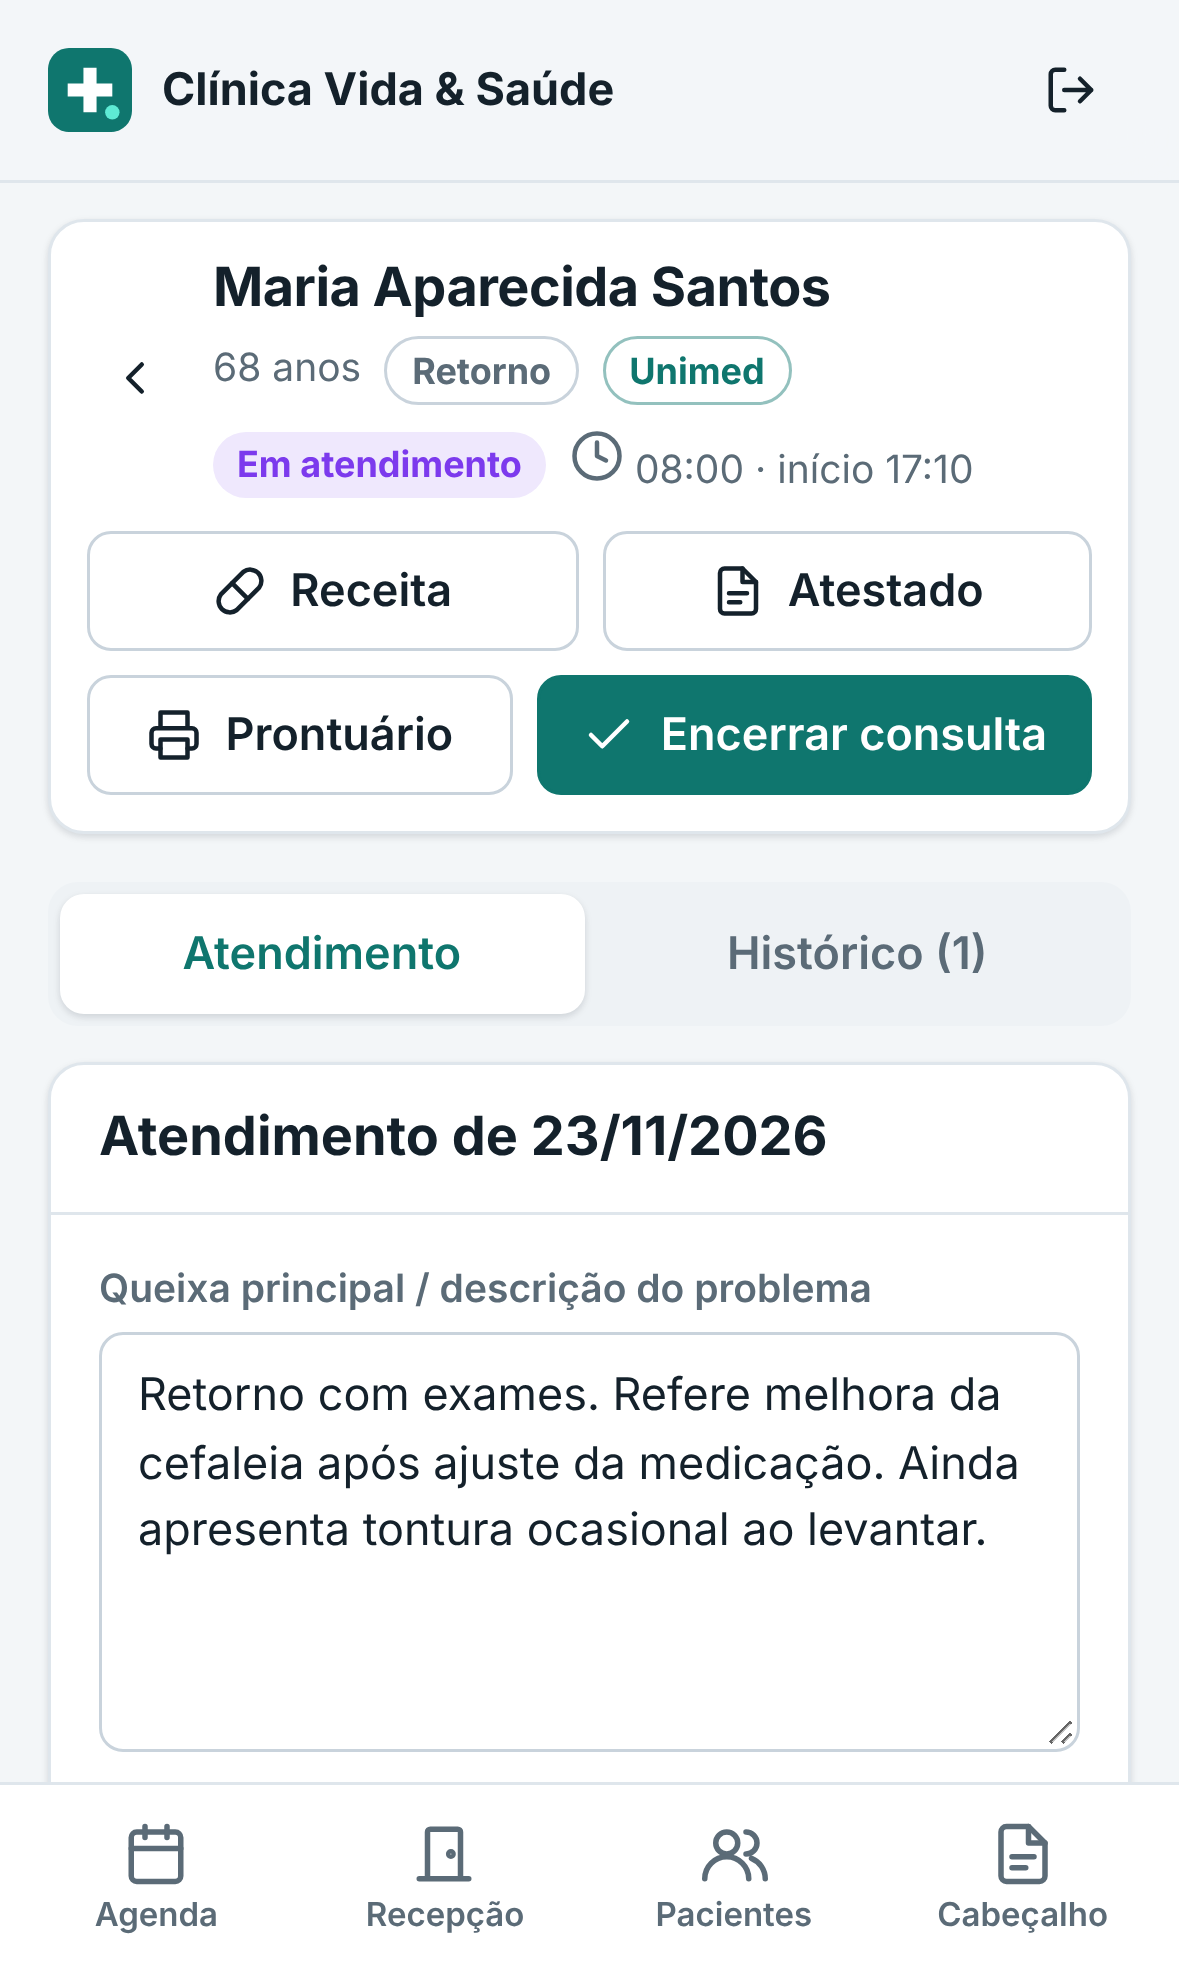 Clínica Vida & Saúde
Maria Aparecida Santos
68 anos Retorno Unimed
Em atendimento 08:00 · início 17:10
Receita Atestado
Prontuário Encerrar consulta
Atendimento Histórico (1)
Atendimento de 23/11/2026
Queixa principal / descrição do problema
Retorno com exames. Refere melhora da
cefaleia após ajuste da medicação. Ainda
apresenta tontura ocasional ao levantar.
Agenda Recepção Pacientes Cabeçalho